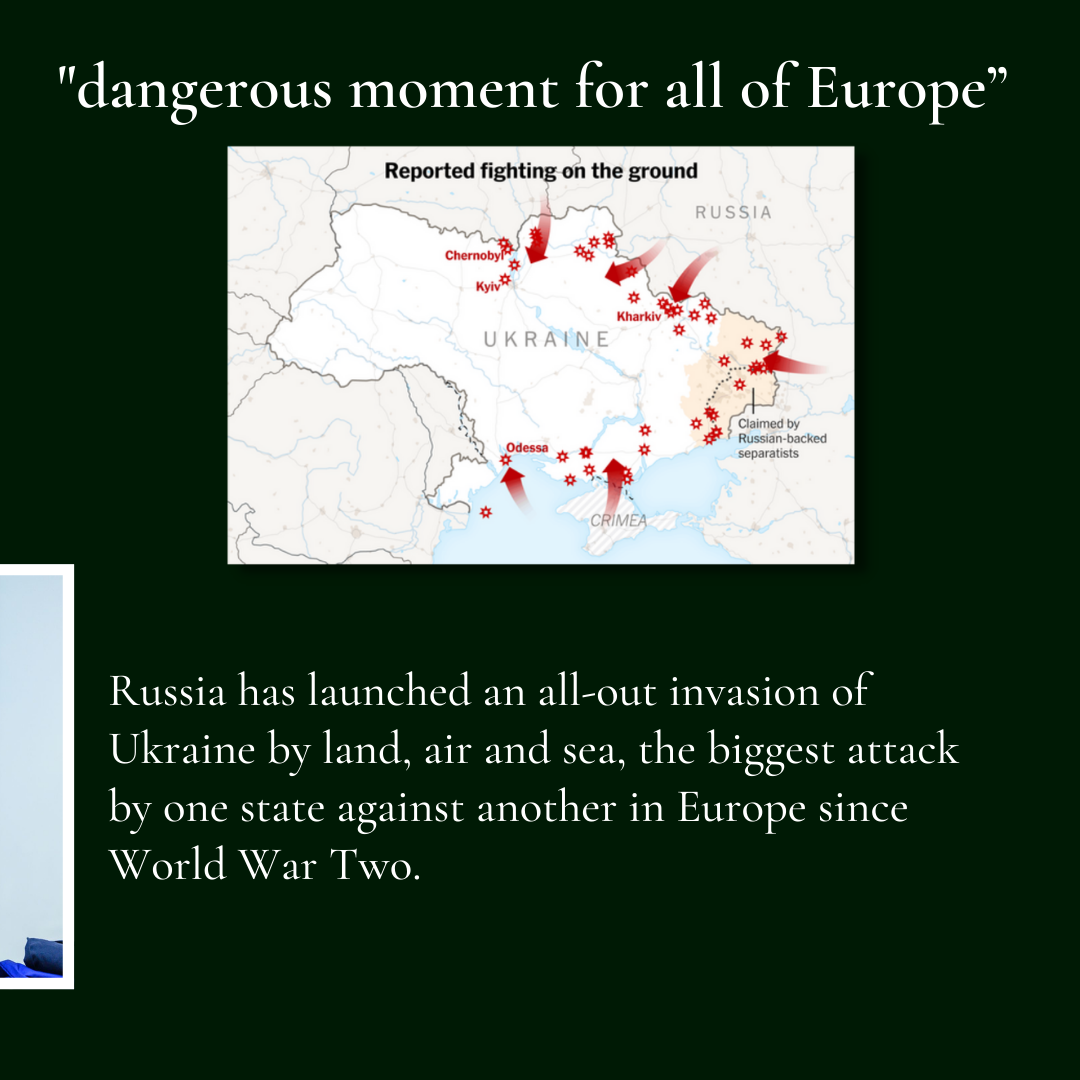 "dangerous moment for all of Europe”
Reported fighting on the ground
RUSSIA
Chernobyl
Kyiv
Kharkiv
UKRAINE
Claimed by
Russian-backed
separatists
Odessa
CRIMEA
Russia has launched an all-out invasion of
Ukraine by land, air and sea, the biggest attack
by one state against another in Europe since
World War Two.